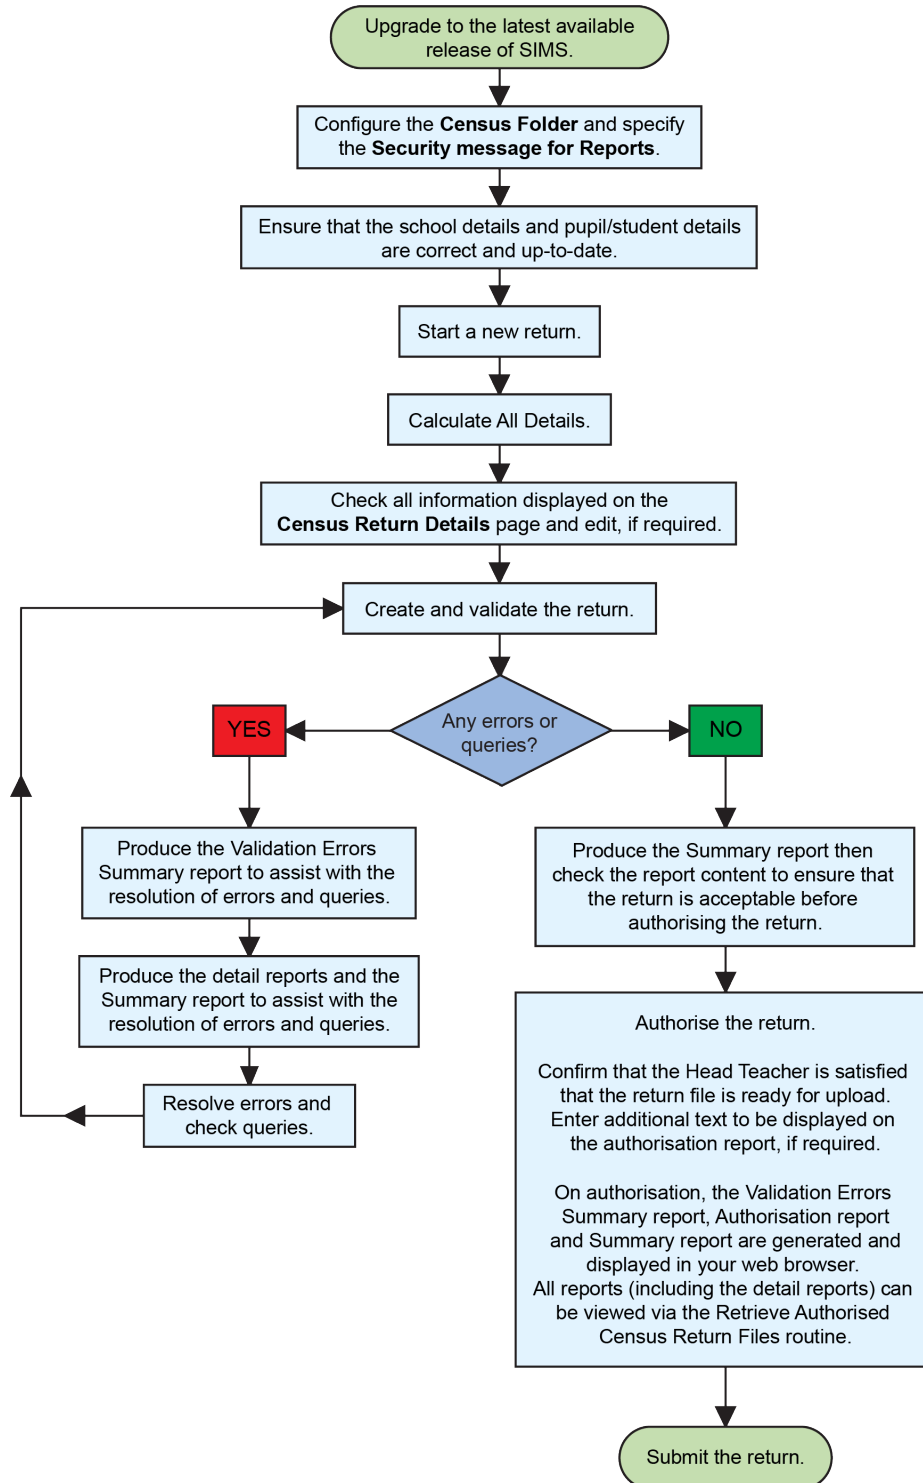 Upgrade to the latest available
release of SIMS.
Configure the Census Folder and specify
the Security message for Reports.
Ensure that the school details and pupil/student details
are correct and up-to-date.
Start a new return.
Calculate All Details.
Check all information displayed on the
Census Return Details page and edit, if required.
Create and validate the return.
Any errors or
queries?
YES
NO
Produce the Validation Errors
Summary report to assist with the
resolution of errors and queries.
Produce the detail reports and the
Summary report to assist with the
resolution of errors and queries.
Resolve errors and
check queries.
Produce the Summary report then
check the report content to ensure that
the return is acceptable before
authorising the return.
Authorise the return.
Confirm that the Head Teacher is satisfied
that the return file is ready for upload.
Enter additional text to be displayed on
the authorisation report, if required.
On authorisation, the Validation Errors
Summary report, Authorisation report
and Summary report are generated and
displayed in your web browser.
All reports (including the detail reports) can
be viewed via the Retrieve Authorised
Census Return Files routine.
Submit the return.